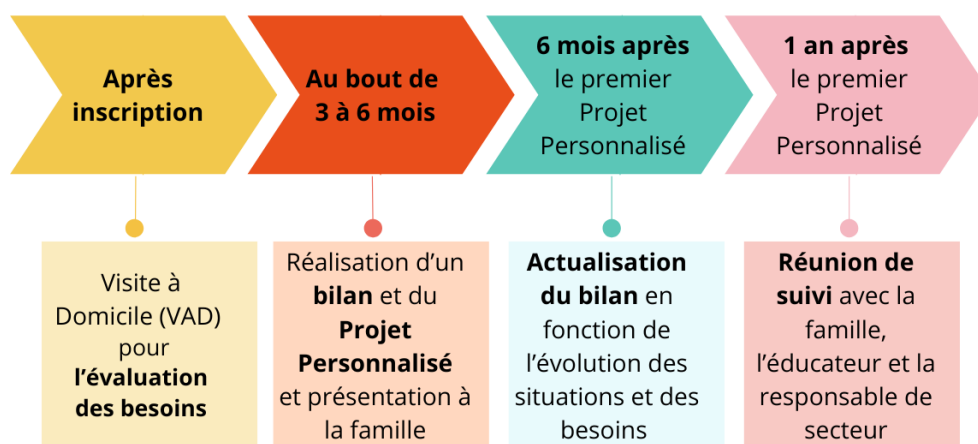 Après
inscription
Au bout de
3 à 6 mois
6 mois après
le premier
Projet
Personnalisé
1 an après
le premier
Projet
Personnalisé
Visite à
Domicile (VAD)
pour
l’évaluation
des besoins
Réalisation d’un
bilan et du
Projet
Personnalisé
et présentation à
la famille
Actualisation
du bilan en
fonction de
l’évolution des
situations et des
besoins
Réunion de
suivi avec la
famille,
l’éducateur et la
responsable de
secteur